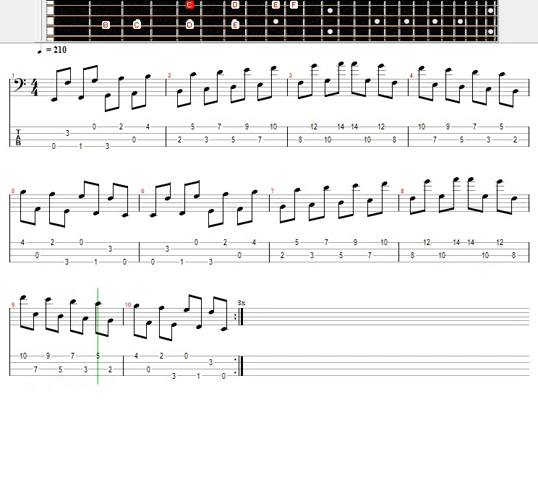 C D E F
B C D E
= 210
1 2 3 4
4
4
T 0 2 4 5 7 9 10 12 14 14 12 10 9 7 5
A 3
B 0 2 3 5 7 8 10 10 8 7 5 3 2
0 1 3
5 6 7 8
4 2 0 0 2 4 5 7 9 10 12 14 14 12
3 3
0 0 2 3 5 7 8 10 10 8
3 1 0 0 1 3
9 10 8x
10 9 7 5 4 2 0
3
7 5 3 2 0
3 1 0